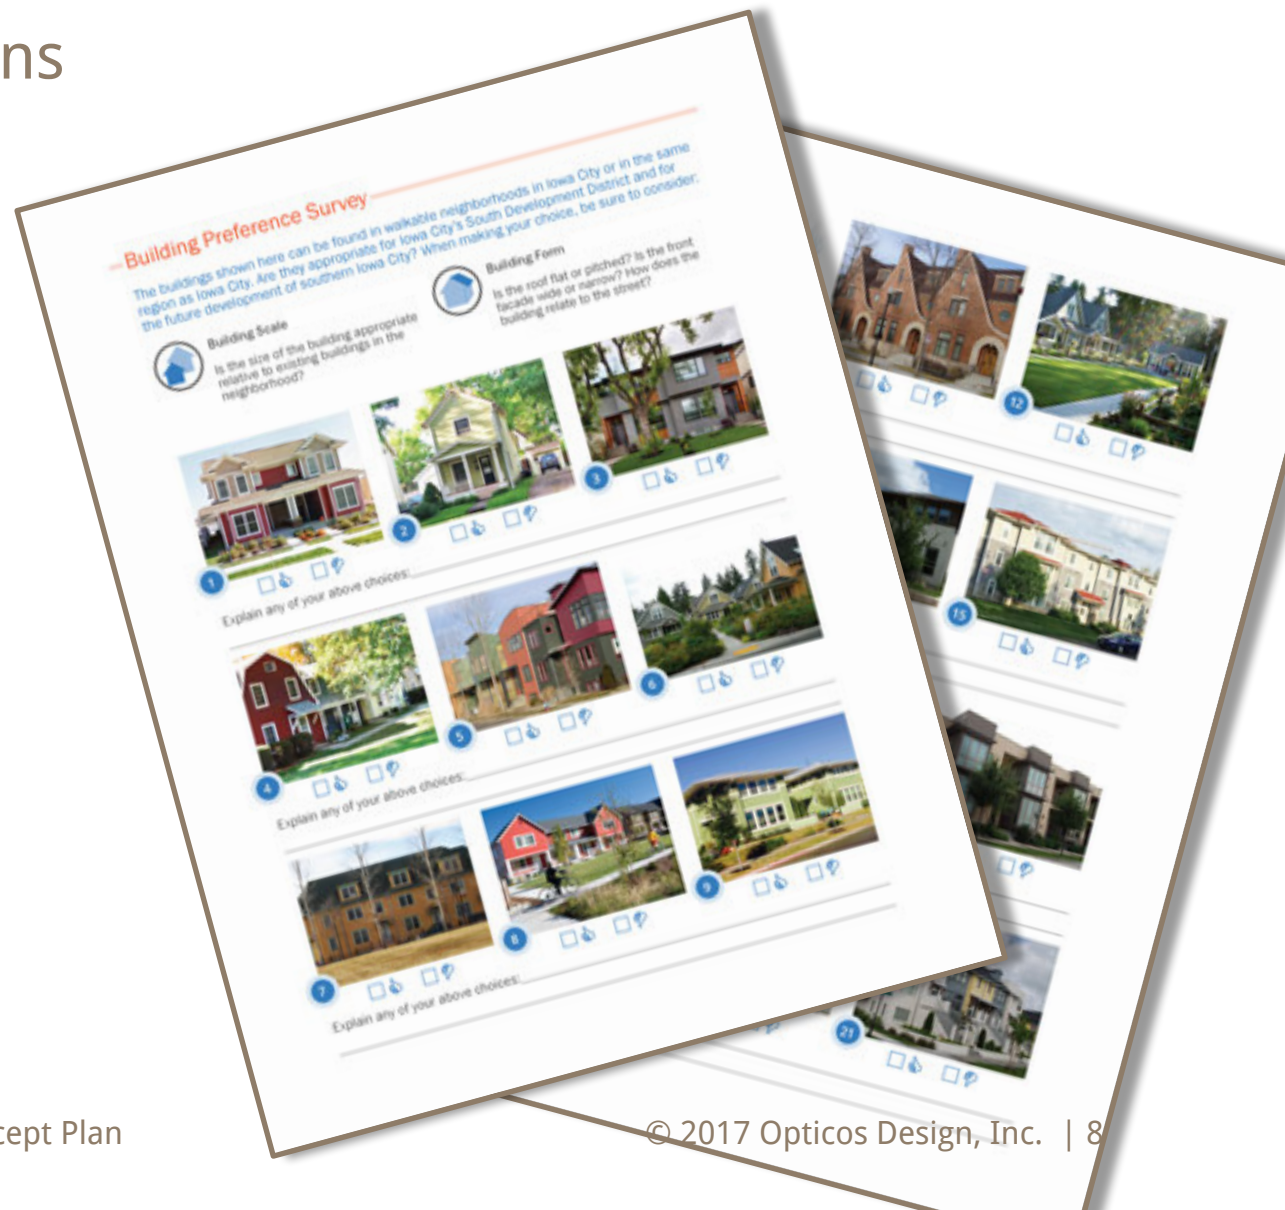 ns
Building Preference Survey
The buildings shown here can be found in walkable neighborhoods in Iowa City or in the same
region as Iowa City. Are they appropriate for Iowa City's South Development District and for
the future development of southern Iowa City? When making your choice, be sure to consider:
Building Scale
Is the size of the building appropriate
relative to existing buildings in the
neighborhood?
Building Form
Is the roof flat or pitched? Is the front
facade wide or narrow? How does the
building relate to the street?
1
2
3
Explain any of your above choices:
4
5
6
Explain any of your above choices:
7
8
9
Explain any of your above choices:
12
15
21
cept Plan
© 2017 Opticos Design, Inc. | 8